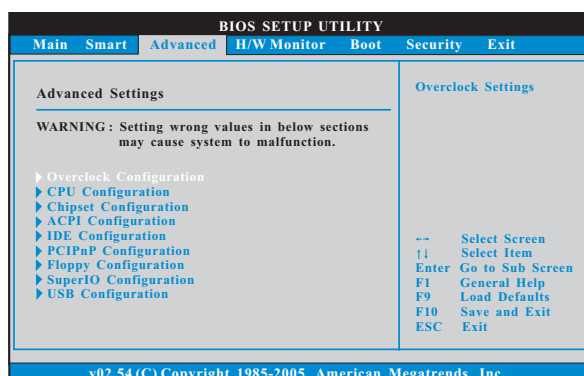 BIOS SETUP UTILITY
Main Smart Advanced H/W Monitor Boot Security Exit
Advanced Settings
WARNING : Setting wrong values in below sections
may cause system to malfunction.
Overclock Configuration
CPU Configuration
Chipset Configuration
ACPI Configuration
IDE Configuration
PCIPnP Configuration
Floppy Configuration
SuperIO Configuration
USB Configuration
Overclock Settings
←→ Select Screen
↑↓ Select Item
Enter Go to Sub Screen
F1 General Help
F9 Load Defaults
F10 Save and Exit
ESC Exit
v02.54 (C) Copyright 1985-2005, American Megatrends, Inc.